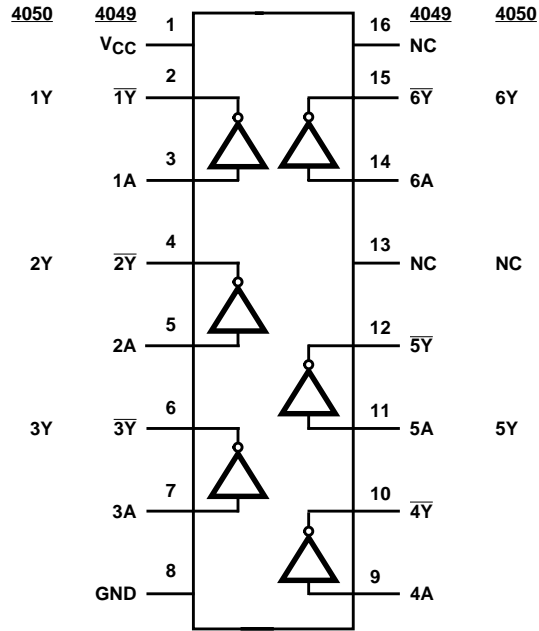 4050 4049 1 16 4049 4050
VCC NC
2 15
1Y 1Y 6Y 6Y
3 14
1A 6A
4 13
2Y 2Y NC NC
5 12
2A 5Y
6 11
3Y 3Y 5A 5Y
7 10
3A 4Y
8 9
GND 4A